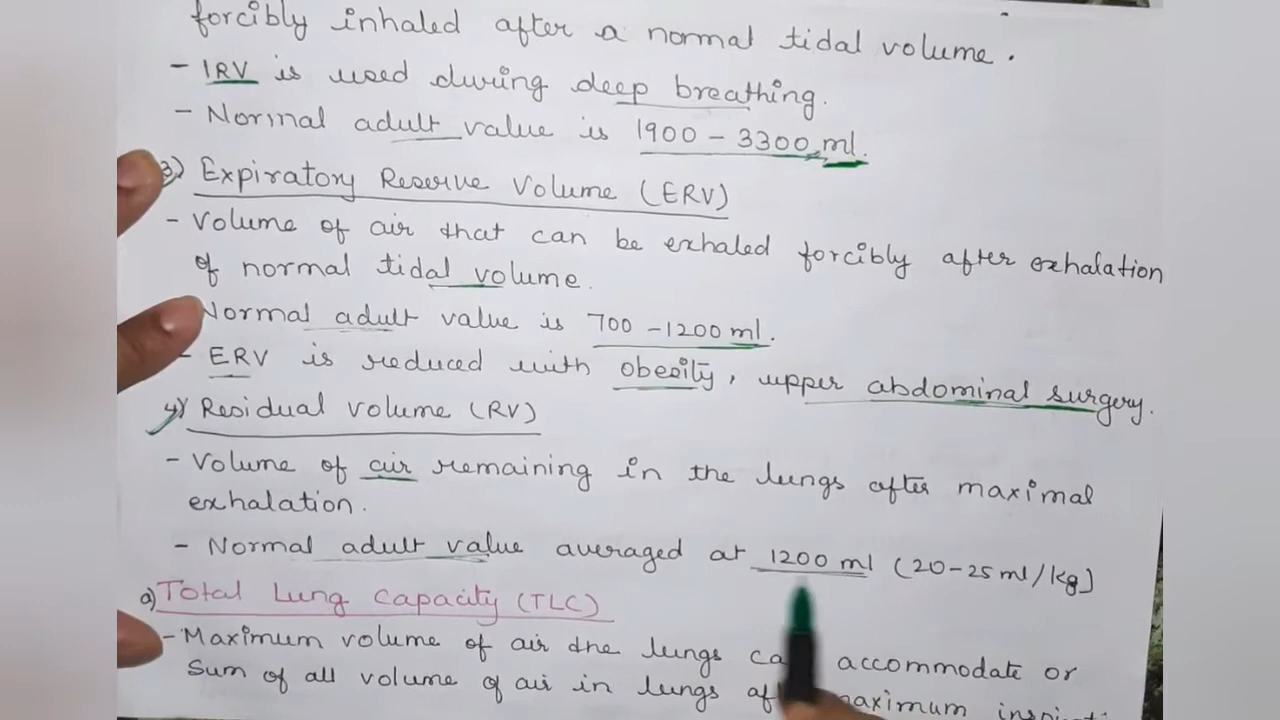 forcibly inhaled after a normal tidal volume.
- IRV is used during deep breathing.
- Normal adult value is 1900 - 3300 ml.
3) Expiratory Reserve Volume (ERV)
- Volume of air that can be exhaled forcibly after exhalation
of normal tidal volume.
Normal adult value is 700 - 1200 ml.
- ERV is reduced with obesity, upper abdominal surgery.
4) Residual volume (RV)
- Volume of air remaining in the lungs after maximal
exhalation.
- Normal adult value averaged at 1200 ml (20-25 ml/kg)
a) Total Lung Capacity (TLC)
- Maximum volume of air the lungs accommodate or
Sum of all volume of air in lungs maximum